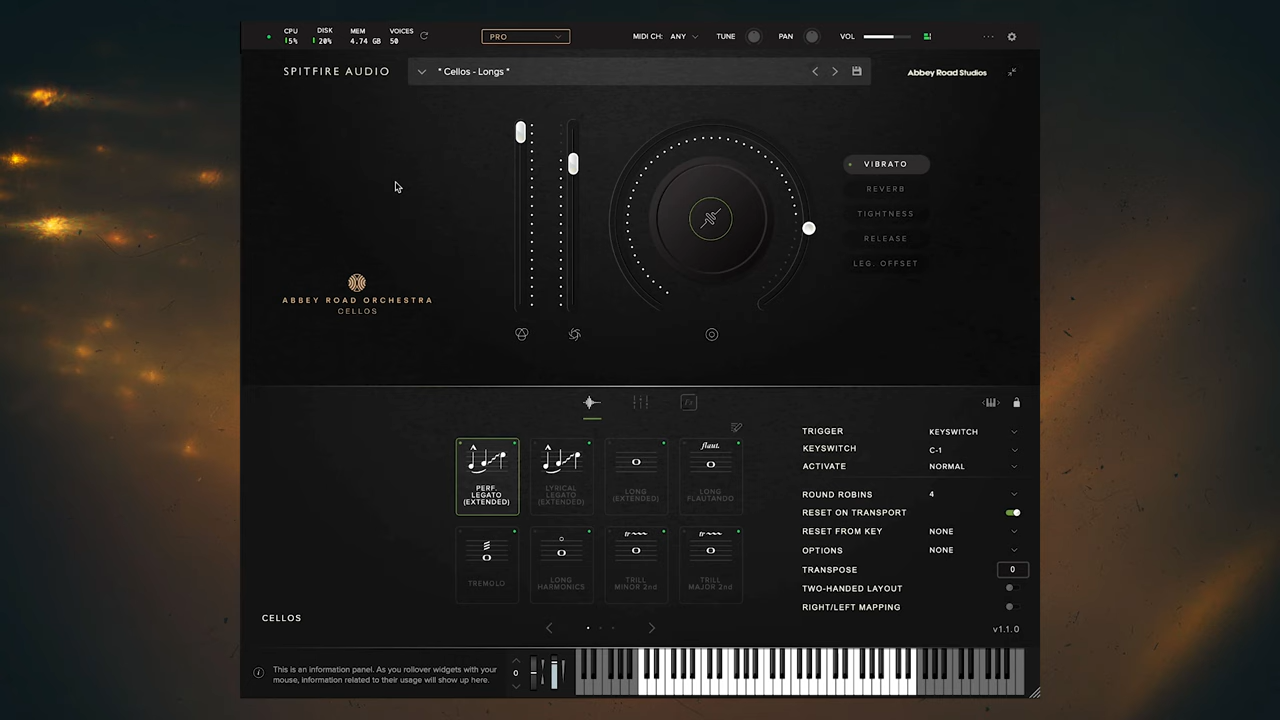 CPU DISK MEM VOICES
5% 20% 4.74 GB 50
PRO
MIDI CH: ANY TUNE PAN VOL
SPITFIRE AUDIO
* Cellos - Longs *
Abbey Road Studios
VIBRATO
REVERB
TIGHTNESS
RELEASE
LEG. OFFSET
ABBEY ROAD ORCHESTRA
CELLOS
TRIGGER KEYSWITCH
KEYSWITCH C-1
ACTIVATE NORMAL
ROUND ROBINS 4
RESET ON TRANSPORT
RESET FROM KEY NONE
OPTIONS NONE
TRANSPOSE 0
TWO-HANDED LAYOUT
RIGHT/LEFT MAPPING
v1.1.0
PERF.
LEGATO
(EXTENDED)
LYRICAL
LEGATO
(EXTENDED)
LONG
(EXTENDED)
flaut.
LONG
FLAUTANDO
TREMOLO
LONG
HARMONICS
tr
TRILL
MINOR 2nd
tr
TRILL
MAJOR 2nd
CELLOS
This is an information panel. As you rollover widgets with your
mouse, information related to their usage will show up here.
0